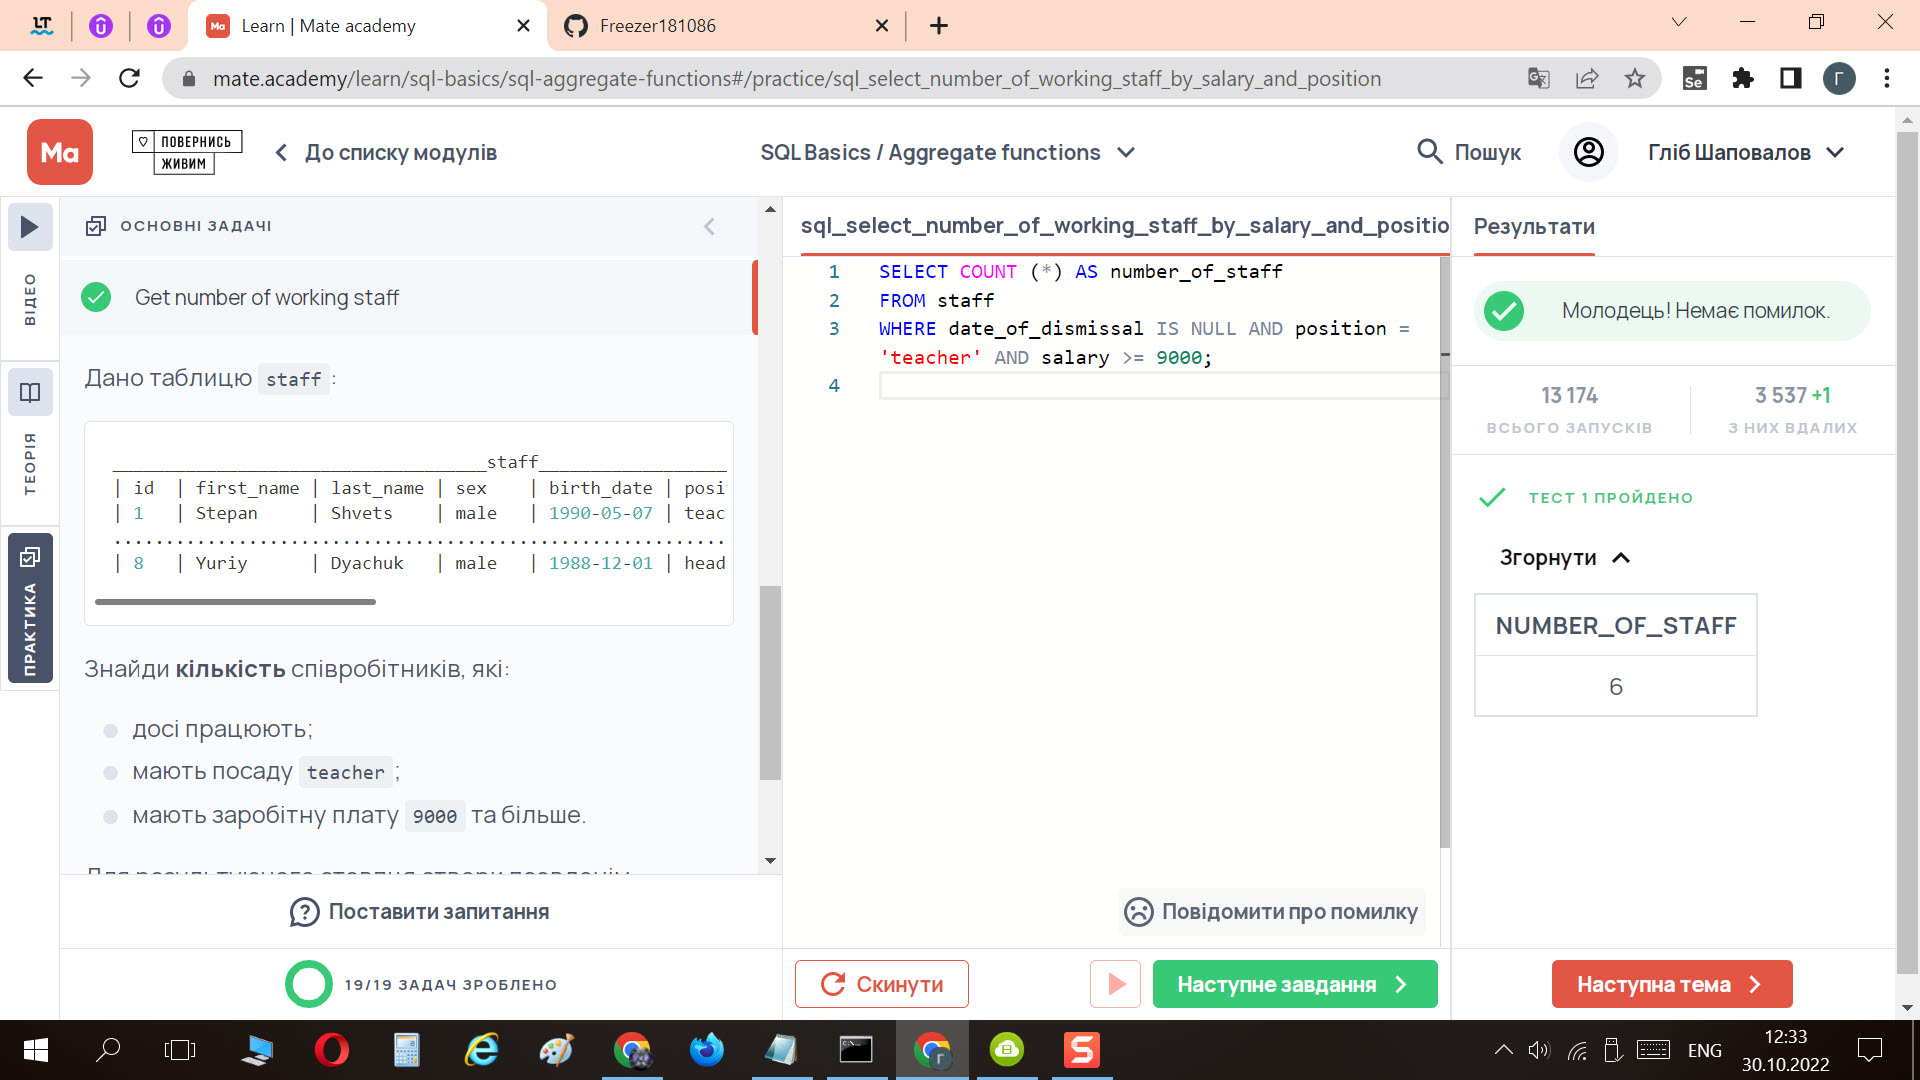 Learn | Mate academy
Freezer181086
mate.academy/learn/sql-basics/sql-aggregate-functions#/practice/sql_select_number_of_working_staff_by_salary_and_position
Se
Г
Ma
ПОВЕРНИСЬ
ЖИВИМ
До списку модулів
SQL Basics / Aggregate functions
Пошук
Гліб Шаповалов
ВІДЕО
ТЕОРІЯ
ПРАКТИКА
ОСНОВНІ ЗАДАЧІ
Get number of working staff
Дано таблицю staff :
____________________________________staff__________________
| id | first_name | last_name | sex | birth_date | posi
| 1 | Stepan | Shvets | male | 1990-05-07 | teac
...........................................................
| 8 | Yuriy | Dyachuk | male | 1988-12-01 | head
Знайди кількість співробітників, які:
досі працюють;
мають посаду teacher ;
мають заробітну плату 9000 та більше.
Поставити запитання
19/19 ЗАДАЧ ЗРОБЛЕНО
sql_select_number_of_working_staff_by_salary_and_positio
1 SELECT COUNT (*) AS number_of_staff
2 FROM staff
3 WHERE date_of_dismissal IS NULL AND position =
'teacher' AND salary >= 9000;
4
Повідомити про помилку
Скинути
Наступне завдання
Результати
Молодець! Немає помилок.
13 174
ВСЬОГО ЗАПУСКІВ
3 537 +1
З НИХ ВДАЛИХ
ТЕСТ 1 ПРОЙДЕНО
Згорнути
NUMBER_OF_STAFF
6
Наступна тема
ENG
12:33
30.10.2022